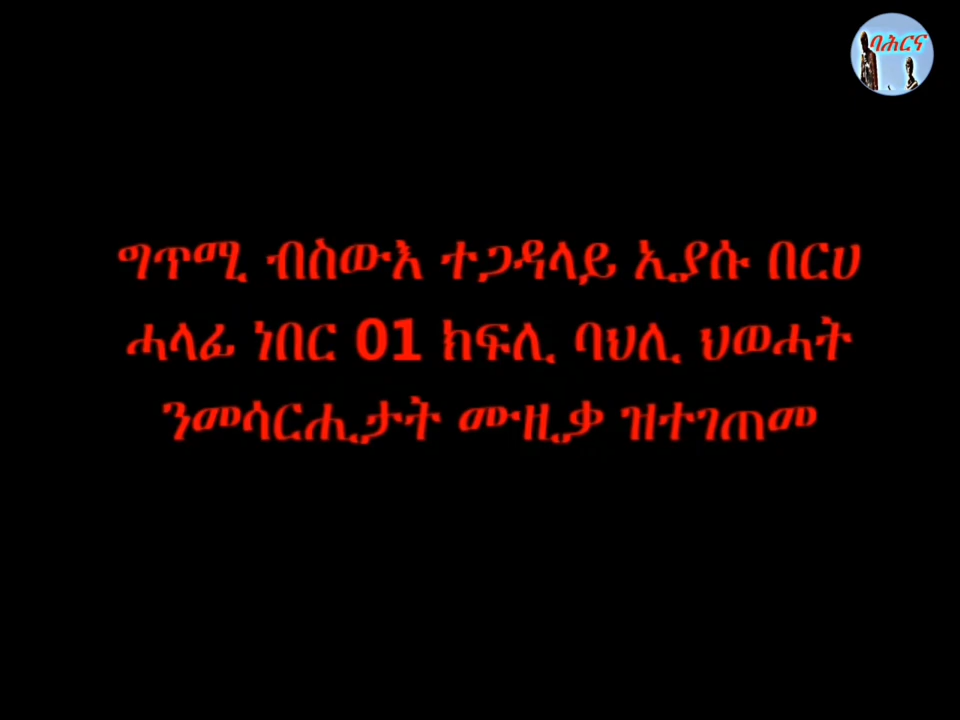 ባሕርና
ግጥሚ ብስውእ ተጋዳላይ ኢያሱ በርሀ
ሓላፊ ነበር 01 ክፍሊ ባህሊ ህወሓት
ንመሳርሒታት ሙዚቃ ዝተገጠመ